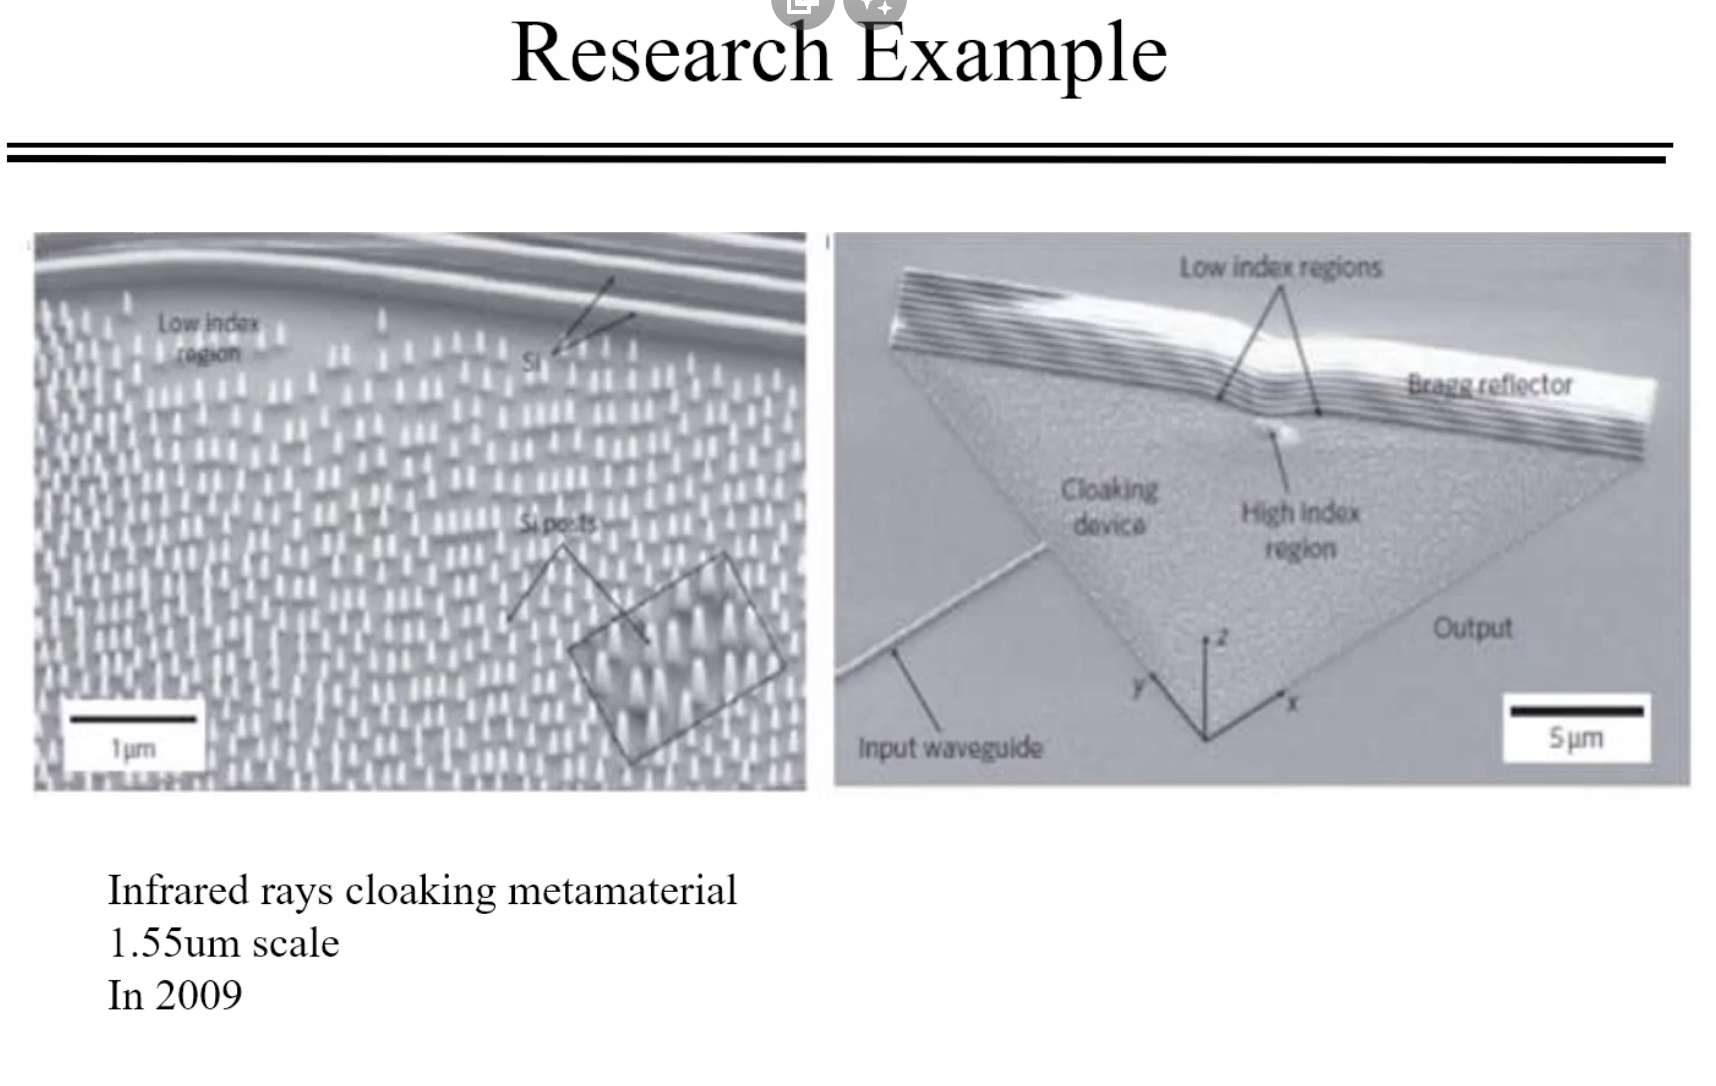 Research Example
Low index
region
Si
Si posts
1μm
Low index regions
Bragg reflector
Cloaking
device
High index
region
Output
z
y
x
Input waveguide
5μm
Infrared rays cloaking metamaterial
1.55um scale
In 2009